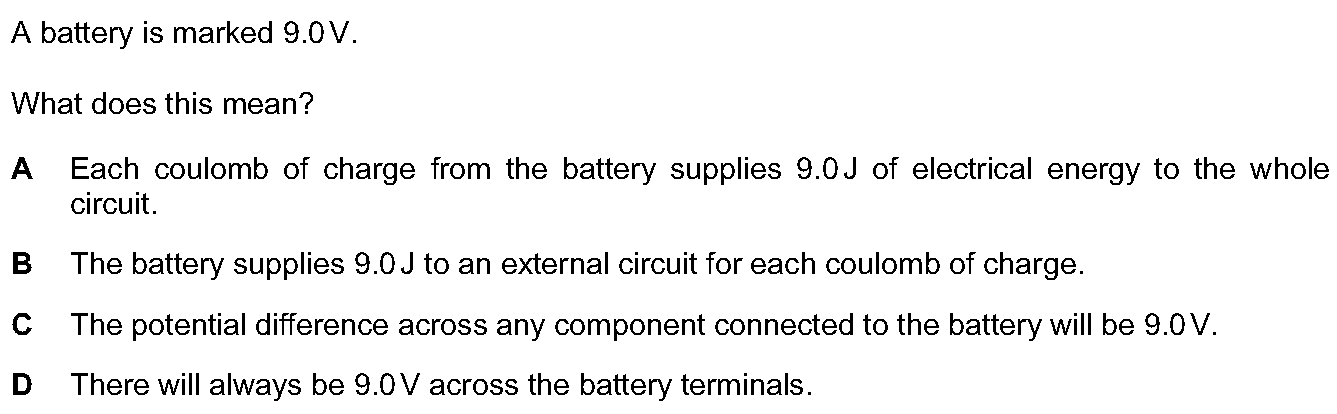 A battery is marked 9.0 V.
What does this mean?
A Each coulomb of charge from the battery supplies 9.0 J of electrical energy to the whole
circuit.
B The battery supplies 9.0 J to an external circuit for each coulomb of charge.
C The potential difference across any component connected to the battery will be 9.0 V.
D There will always be 9.0 V across the battery terminals.